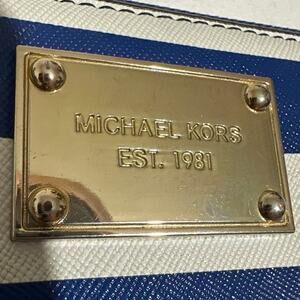 MICHAEL KORS
EST. 1981